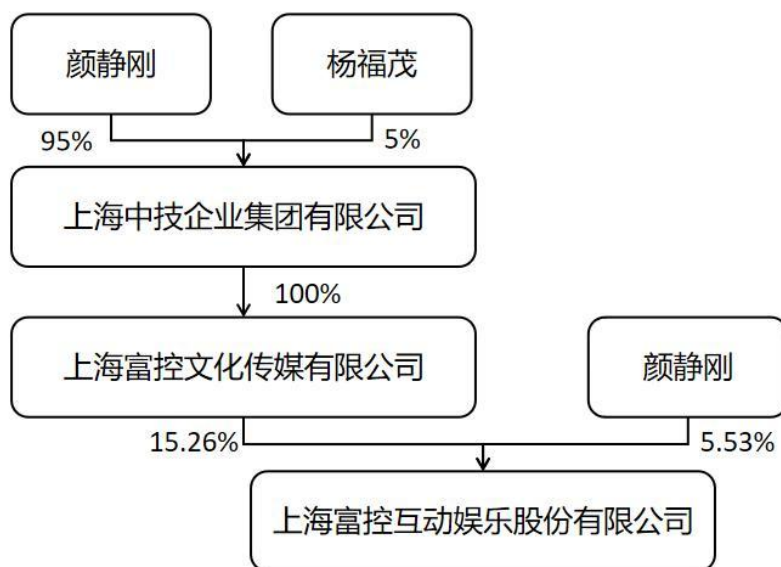 颜静刚
杨福茂
95%
5%
上海中技企业集团有限公司
100%
上海富控文化传媒有限公司
颜静刚
15.26%
5.53%
上海富控互动娱乐股份有限公司